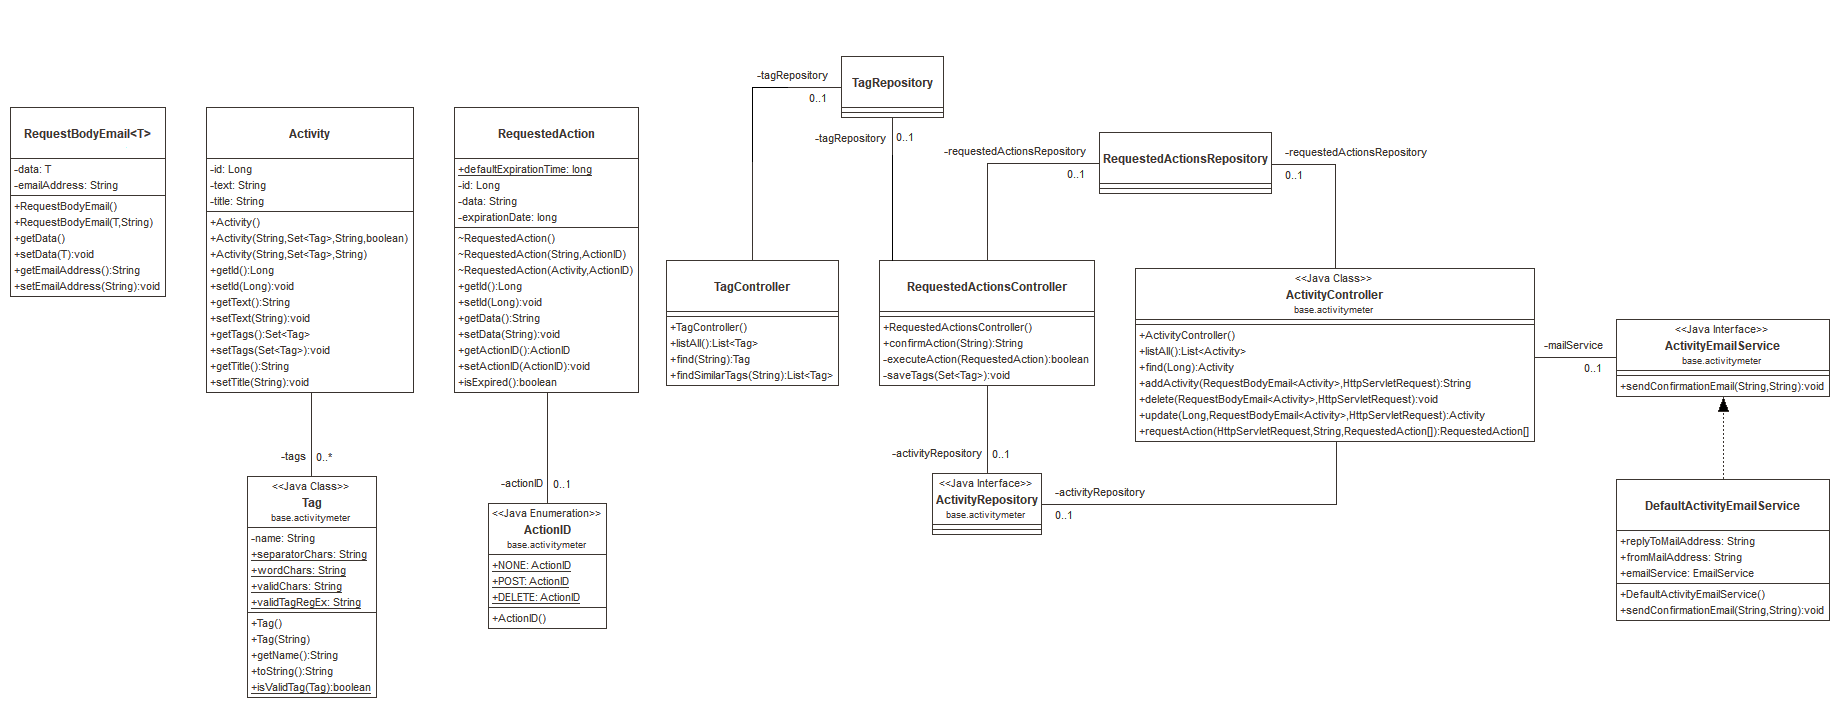 RequestBodyEmail<T>
-data: T
-emailAddress: String
+RequestBodyEmail()
+RequestBodyEmail(T,String)
+getData()
+setData(T):void
+getEmailAddress():String
+setEmailAddress(String):void
Activity
-id: Long
-text: String
-title: String
+Activity()
+Activity(String,Set<Tag>,String,boolean)
+Activity(String,Set<Tag>,String)
+getId():Long
+setId(Long):void
+getText():String
+setText(String):void
+getTags():Set<Tag>
+setTags(Set<Tag>):void
+getTitle():String
+setTitle(String):void
-tags
0..*
<<Java Class>>
Tag
base.activitymeter
-name: String
+separatorChars: String
+wordChars: String
+validChars: String
+validTagRegEx: String
+Tag()
+Tag(String)
+getName():String
+toString():String
+isValidTag(Tag):boolean
RequestedAction
+defaultExpirationTime: long
-id: Long
-data: String
-expirationDate: long
~RequestedAction()
~RequestedAction(String,ActionID)
~RequestedAction(Activity,ActionID)
+getId():Long
+setId(Long):void
+getData():String
+setData(String):void
+getActionID():ActionID
+setActionID(ActionID):void
+isExpired():boolean
-actionID
0..1
<<Java Enumeration>>
ActionID
base.activitymeter
+NONE: ActionID
+POST: ActionID
+DELETE: ActionID
+ActionID()
TagRepository
-tagRepository
0..1
-tagRepository
0..1
TagController
+TagController()
+listAll():List<Tag>
+find(String):Tag
+findSimilarTags(String):List<Tag>
RequestedActionsRepository
-requestedActionsRepository
0..1
-requestedActionsRepository
0..1
RequestedActionsController
+RequestedActionsController()
+confirmAction(String):String
-executeAction(RequestedAction):boolean
-saveTags(Set<Tag>):void
-activityRepository
0..1
<<Java Interface>>
ActivityRepository
base.activitymeter
-activityRepository
0..1
<<Java Class>>
ActivityController
base.activitymeter
+ActivityController()
+listAll():List<Activity>
+find(Long):Activity
+addActivity(RequestBodyEmail<Activity>,HttpServletRequest):String
+delete(RequestBodyEmail<Activity>,HttpServletRequest):void
+update(Long,RequestBodyEmail<Activity>,HttpServletRequest):Activity
+requestAction(HttpServletRequest,String,RequestedAction[]):RequestedAction[]
-mailService
0..1
<<Java Interface>>
ActivityEmailService
base.activitymeter
+sendConfirmationEmail(String,String):void
DefaultActivityEmailService
+replyToMailAddress: String
+fromMailAddress: String
+emailService: EmailService
+DefaultActivityEmailService()
+sendConfirmationEmail(String,String):void